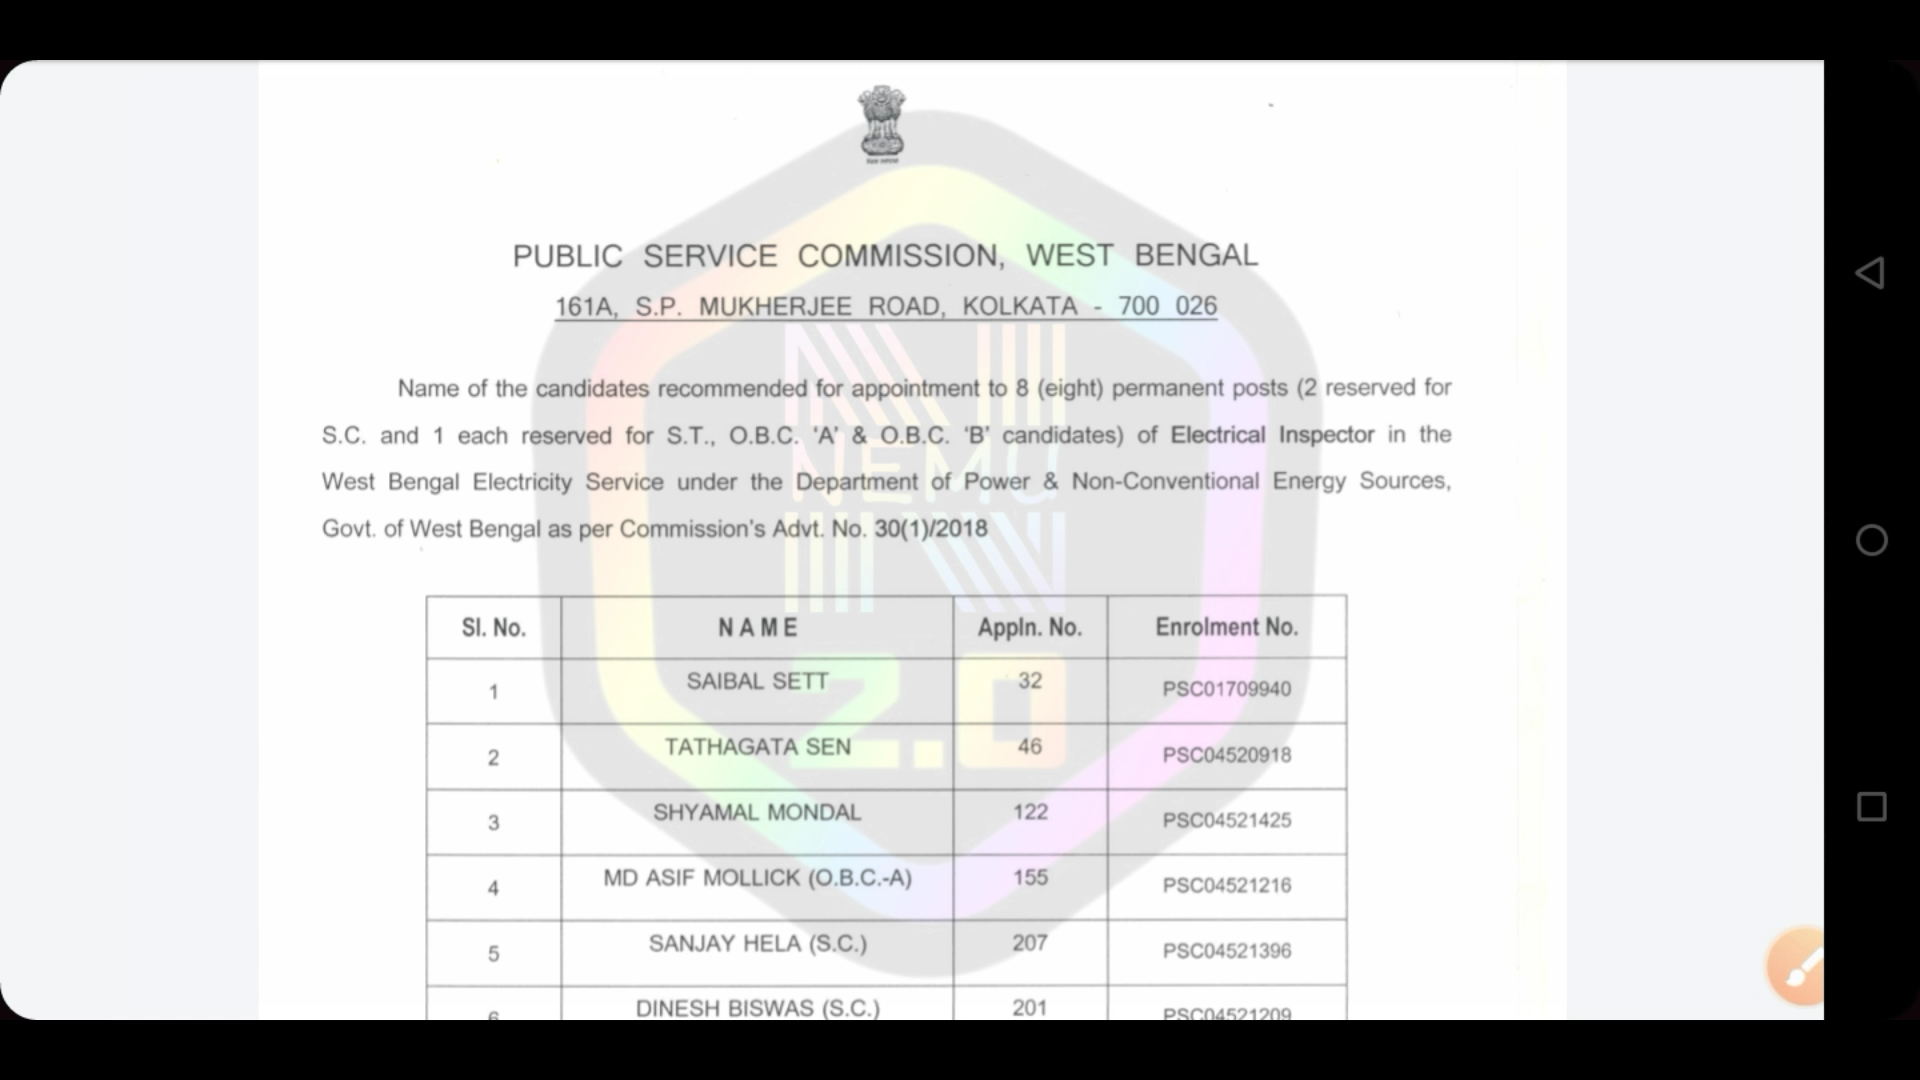 PUBLIC SERVICE COMMISSION, WEST BENGAL
161A, S.P. MUKHERJEE ROAD, KOLKATA - 700 026
Name of the candidates recommended for appointment to 8 (eight) permanent posts (2 reserved for
S.C. and 1 each reserved for S.T., O.B.C. ‘A’ & O.B.C. ‘B’ candidates) of Electrical Inspector in the
West Bengal Electricity Service under the Department of Power & Non-Conventional Energy Sources,
Govt. of West Bengal as per Commission’s Advt. No. 30(1)/2018
NEMU
2.0
Sl. No. NAME Appln. No. Enrolment No.
1 SAIBAL SETT 32 PSC01709940
2 TATHAGATA SEN 46 PSC04520918
3 SHYAMAL MONDAL 122 PSC04521425
4 MD ASIF MOLLICK (O.B.C.-A) 155 PSC04521216
5 SANJAY HELA (S.C.) 207 PSC04521396
6 DINESH BISWAS (S.C.) 201 PSC04521209